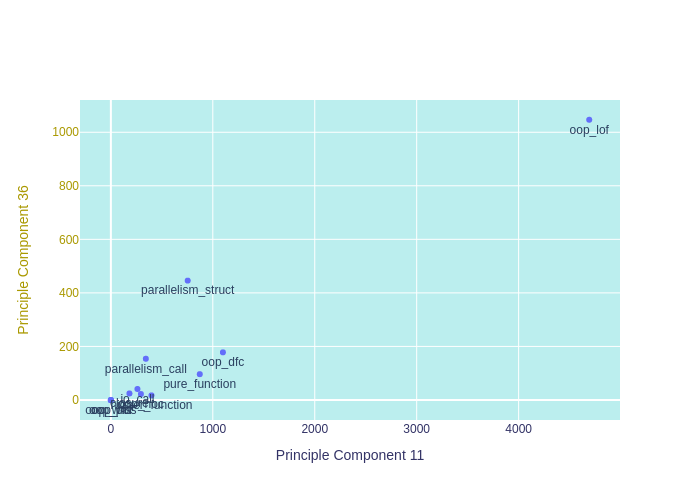 1000
800
600
400
200
0
Principle Component 36
oop_lof
parallelism_struct
oop_dfc
parallelism_call
pure_function
0
1000
2000
3000
4000
Principle Component 11